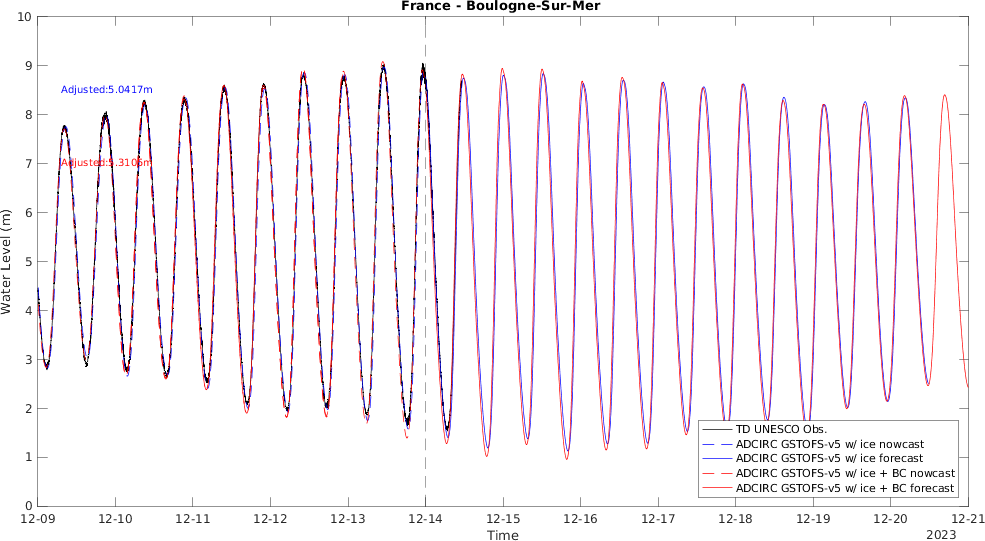 France - Boulogne-Sur-Mer
Water Level (m)
10
9
8
7
6
5
4
3
2
1
0
Adjusted:5.0417m
Adjusted:5.3106m
TD UNESCO Obs.
ADCIRC GSTOFS-v5 w/ ice nowcast
ADCIRC GSTOFS-v5 w/ ice forecast
ADCIRC GSTOFS-v5 w/ ice + BC nowcast
ADCIRC GSTOFS-v5 w/ ice + BC forecast
12-09 12-10 12-11 12-12 12-13 12-14 12-15 12-16 12-17 12-18 12-19 12-20 12-21
Time
2023